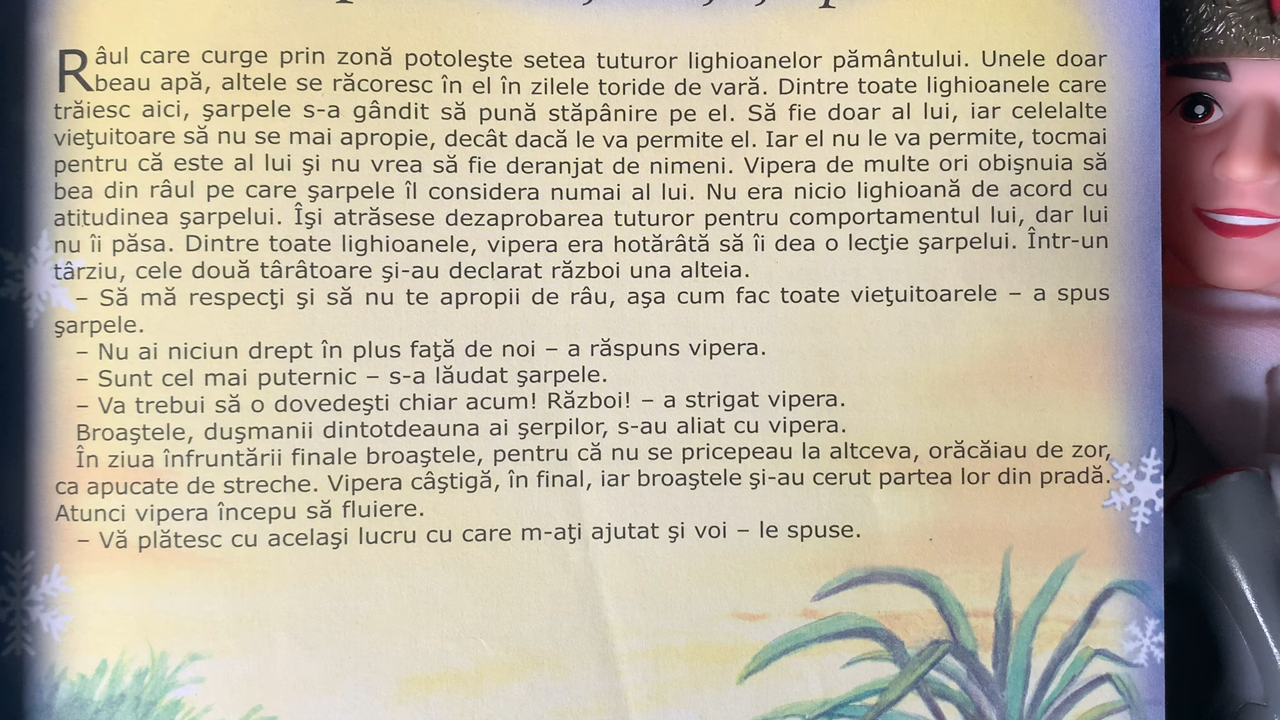 Râul care curge prin zonă potoleşte setea tuturor lighioanelor pământului. Unele doar
beau apă, altele se răcoresc în el în zilele toride de vară. Dintre toate lighioanele care
trăiesc aici, şarpele s-a gândit să pună stăpânire pe el. Să fie doar al lui, iar celelalte
vieţuitoare să nu se mai apropie, decât dacă le va permite el. Iar el nu le va permite, tocmai
pentru că este al lui şi nu vrea să fie deranjat de nimeni. Vipera de multe ori obişnuia să
bea din râul pe care şarpele îl considera numai al lui. Nu era nicio lighioană de acord cu
atitudinea şarpelui. Îşi atrăsese dezaprobarea tuturor pentru comportamentul lui, dar lui
nu îi păsa. Dintre toate lighioanele, vipera era hotărâtă să îi dea o lecţie şarpelui. Într-un
târziu, cele două târâtoare şi-au declarat război una alteia.
– Să mă respecţi şi să nu te apropii de râu, aşa cum fac toate vieţuitoarele – a spus
şarpele.
– Nu ai niciun drept în plus faţă de noi – a răspuns vipera.
– Sunt cel mai puternic – s-a lăudat şarpele.
– Va trebui să o dovedeşti chiar acum! Război! – a strigat vipera.
Broaştele, duşmanii dintotdeauna ai şerpilor, s-au aliat cu vipera.
În ziua înfruntării finale broaştele, pentru că nu se pricepeau la altceva, orăcăiau de zor,
ca apucate de streche. Vipera câştigă, în final, iar broaştele şi-au cerut partea lor din pradă.
Atunci vipera începu să fluiere.
– Vă plătesc cu acelaşi lucru cu care m-aţi ajutat şi voi – le spuse.